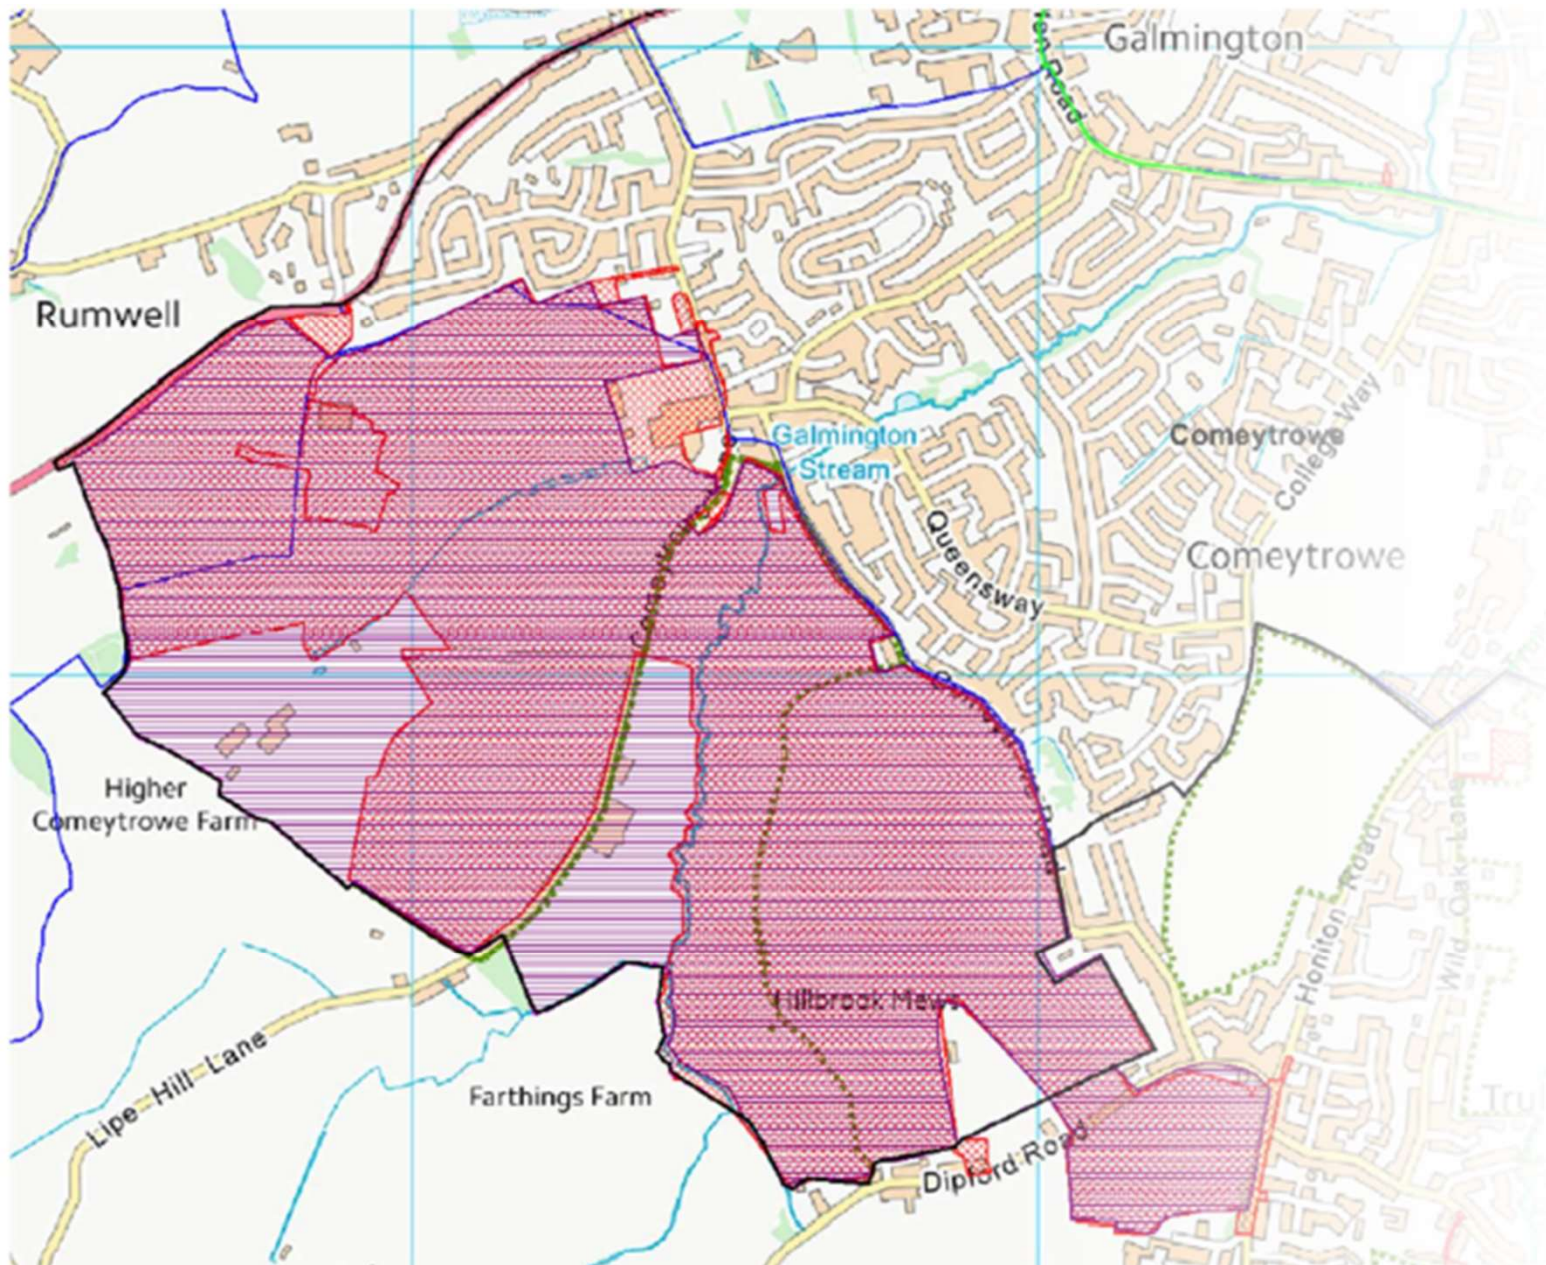 Galmington
Road
Rumwell
Galmington
Stream
Comeytrowe
College Way
Queensway
Comeytrowe
Higher
Comeytrowe Farm
Honiton Road
Wild Oak Lane
Hillbrook Mews
Farthings Farm
Lipe Hill Lane
Dipford Road